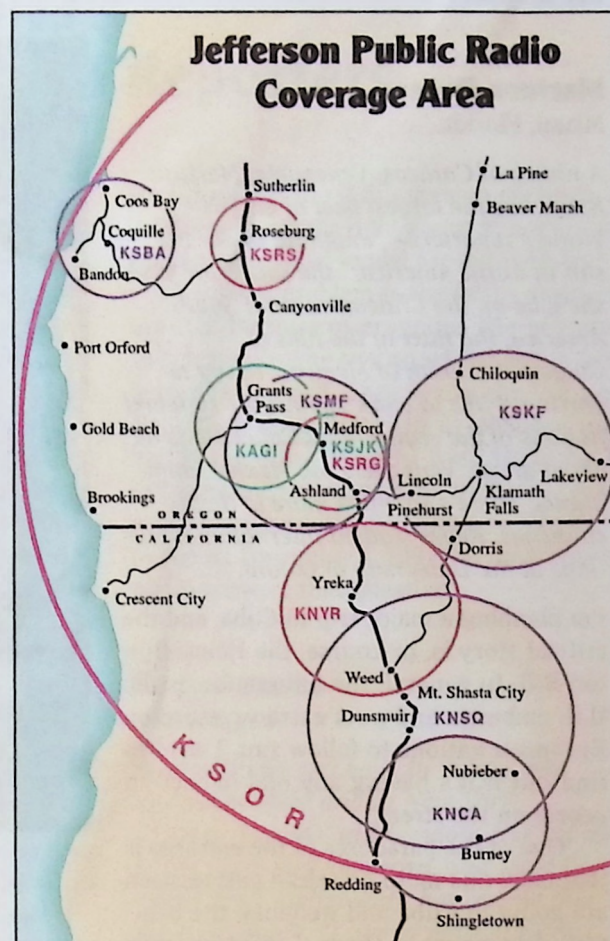 Jefferson Public Radio
Coverage Area
La Pine
Sutherlin
Beaver Marsh
Coos Bay
Coquille
Roseburg
KSBA
KSRS
Bandon
Canyonville
Port Orford
Chiloquin
Grants
Pass
KSMF
KSKF
Gold Beach
Medford
KAGI
KSJK
KSRG
Lakeview
Ashland
Lincoln
Klamath
Falls
Pinehurst
Brookings
OREGON
CALIFORNIA
Dorris
Yreka
Crescent City
KNYR
Weed
Mt. Shasta City
Dunsmuir
KNSQ
KSOR
Nubieber
KNCA
Burney
Redding
Shingletown